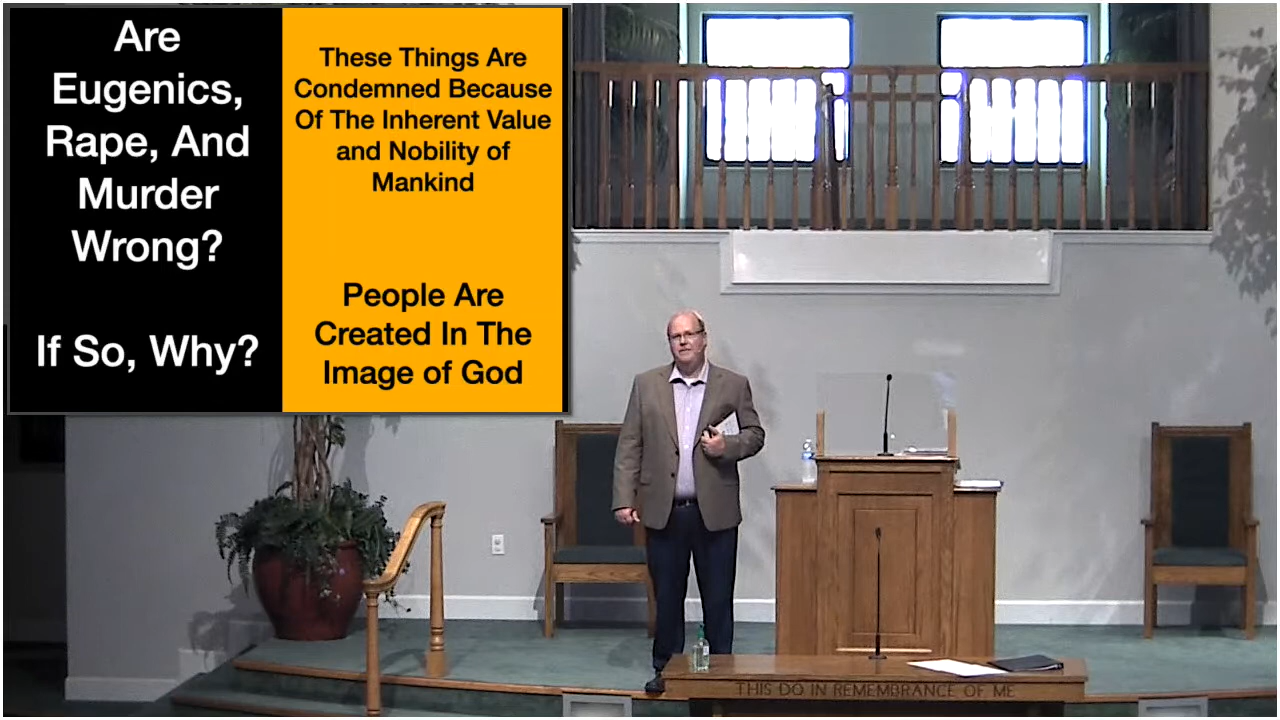 Are
Eugenics,
Rape, And
Murder
Wrong?
If So, Why?
These Things Are
Condemned Because
Of The Inherent Value
and Nobility of
Mankind
People Are
Created In The
Image of God
THIS DO IN REMEMBRANCE OF ME